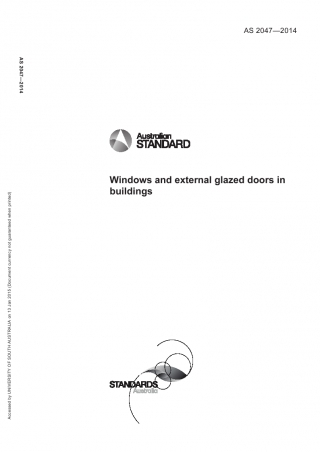 AS 2047—2014
AS 2047—2014
Australian
STANDARD
Windows and external glazed doors in
buildings
STANDARDS
Australia
Accessed by UNIVERSITY OF SOUTH AUSTRALIA on 13 Jan 2015 (Document currency not guaranteed when printed)